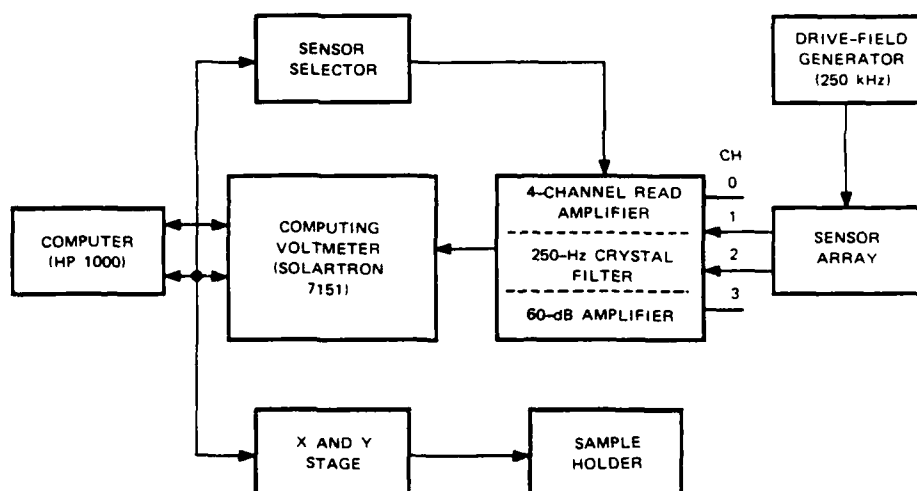 SENSOR
SELECTOR
DRIVE-FIELD
GENERATOR
(250 kHz)
CH
0
1
2
3
4-CHANNEL READ
AMPLIFIER
250-Hz CRYSTAL
FILTER
60-dB AMPLIFIER
COMPUTER
(HP 1000)
COMPUTING
VOLTMETER
(SOLARTRON
7151)
SENSOR
ARRAY
X AND Y
STAGE
SAMPLE
HOLDER